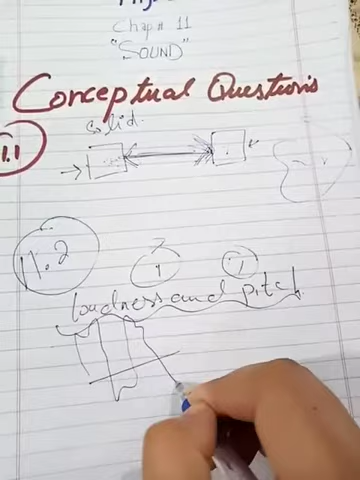 Chap# 11
"SOUND"
Conceptual Questions
solid.
11.1
11.2
loudness and pitch.